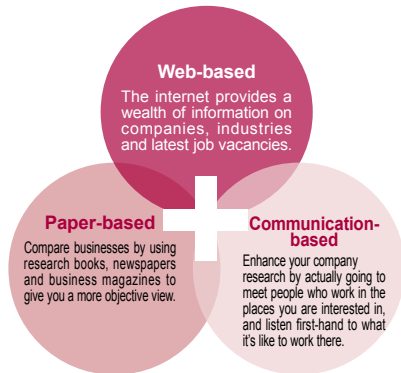 Web-based
The internet provides a
wealth of information on
companies, industries
and latest job vacancies.
Paper-based
Compare businesses by using
research books, newspapers
and business magazines to
give you a more objective view.
Communication-
based
Enhance your company
research by actually going to
meet people who work in the
places you are interested in,
and listen first-hand to what
it's like to work there.